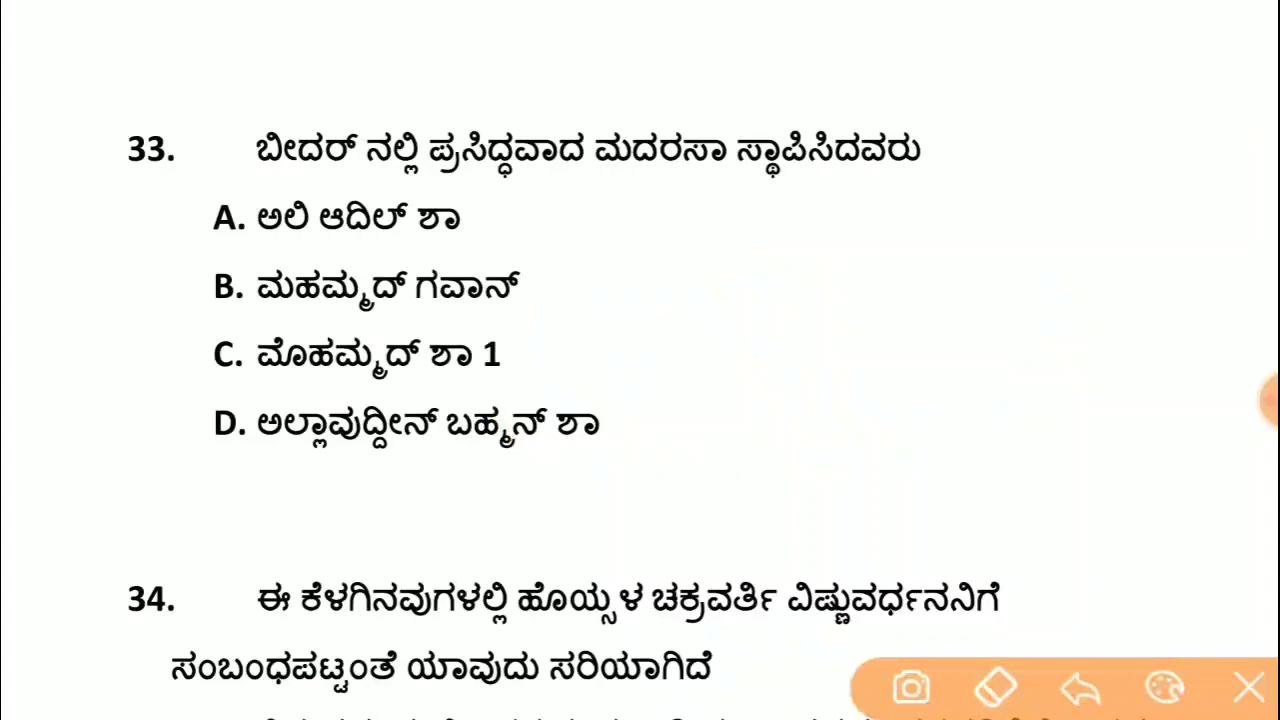 33. ಬೀದರ್ ನಲ್ಲಿ ಪ್ರಸಿದ್ಧವಾದ ಮದರಸಾ ಸ್ಥಾಪಿಸಿದವರು
A. ಅಲಿ ಆದಿಲ್ ಶಾ
B. ಮಹಮ್ಮದ್ ಗವಾನ್
C. ಮೊಹಮ್ಮದ್ ಶಾ 1
D. ಅಲ್ಲಾವುದ್ದೀನ್ ಬಹ್ಮನ್ ಶಾ
34. ಈ ಕೆಳಗಿನವುಗಳಲ್ಲಿ ಹೊಯ್ಸಳ ಚಕ್ರವರ್ತಿ ವಿಷ್ಣುವರ್ಧನನಿಗೆ
ಸಂಬಂಧಪಟ್ಟಂತೆ ಯಾವುದು ಸರಿಯಾಗಿದೆ